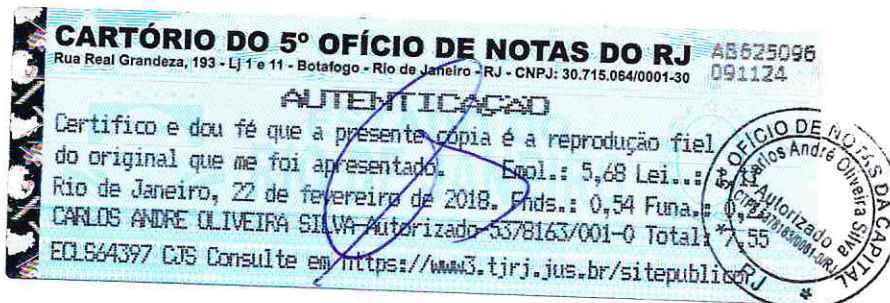 CARTÓRIO DO 5º OFÍCIO DE NOTAS DO RJ
AB625096
Rua Real Grandeza, 193 - Lj 1 e 11 - Botafogo - Rio de Janeiro - RJ - CNPJ: 30.715.064/0001-30
091124
AUTENTICAÇAO
Certifico e dou fé que a presente cópia é a reprodução fiel
do original que me foi apresentado. Emol.: 5,68 Lei..:
Rio de Janeiro, 22 de fevereiro de 2018. Fnds.: 0,54 Funa.:
CARLOS ANDRE OLIVEIRA SILVA-Autorizado-5378163/001-0 Total: 7,55
ECLS64397 CJS Consulte em https://www3.tjrj.jus.br/sitepublico
5º OFÍCIO DE NOTAS DA CAPITAL
Carlos André Oliveira Silva
Autorizado
RJ